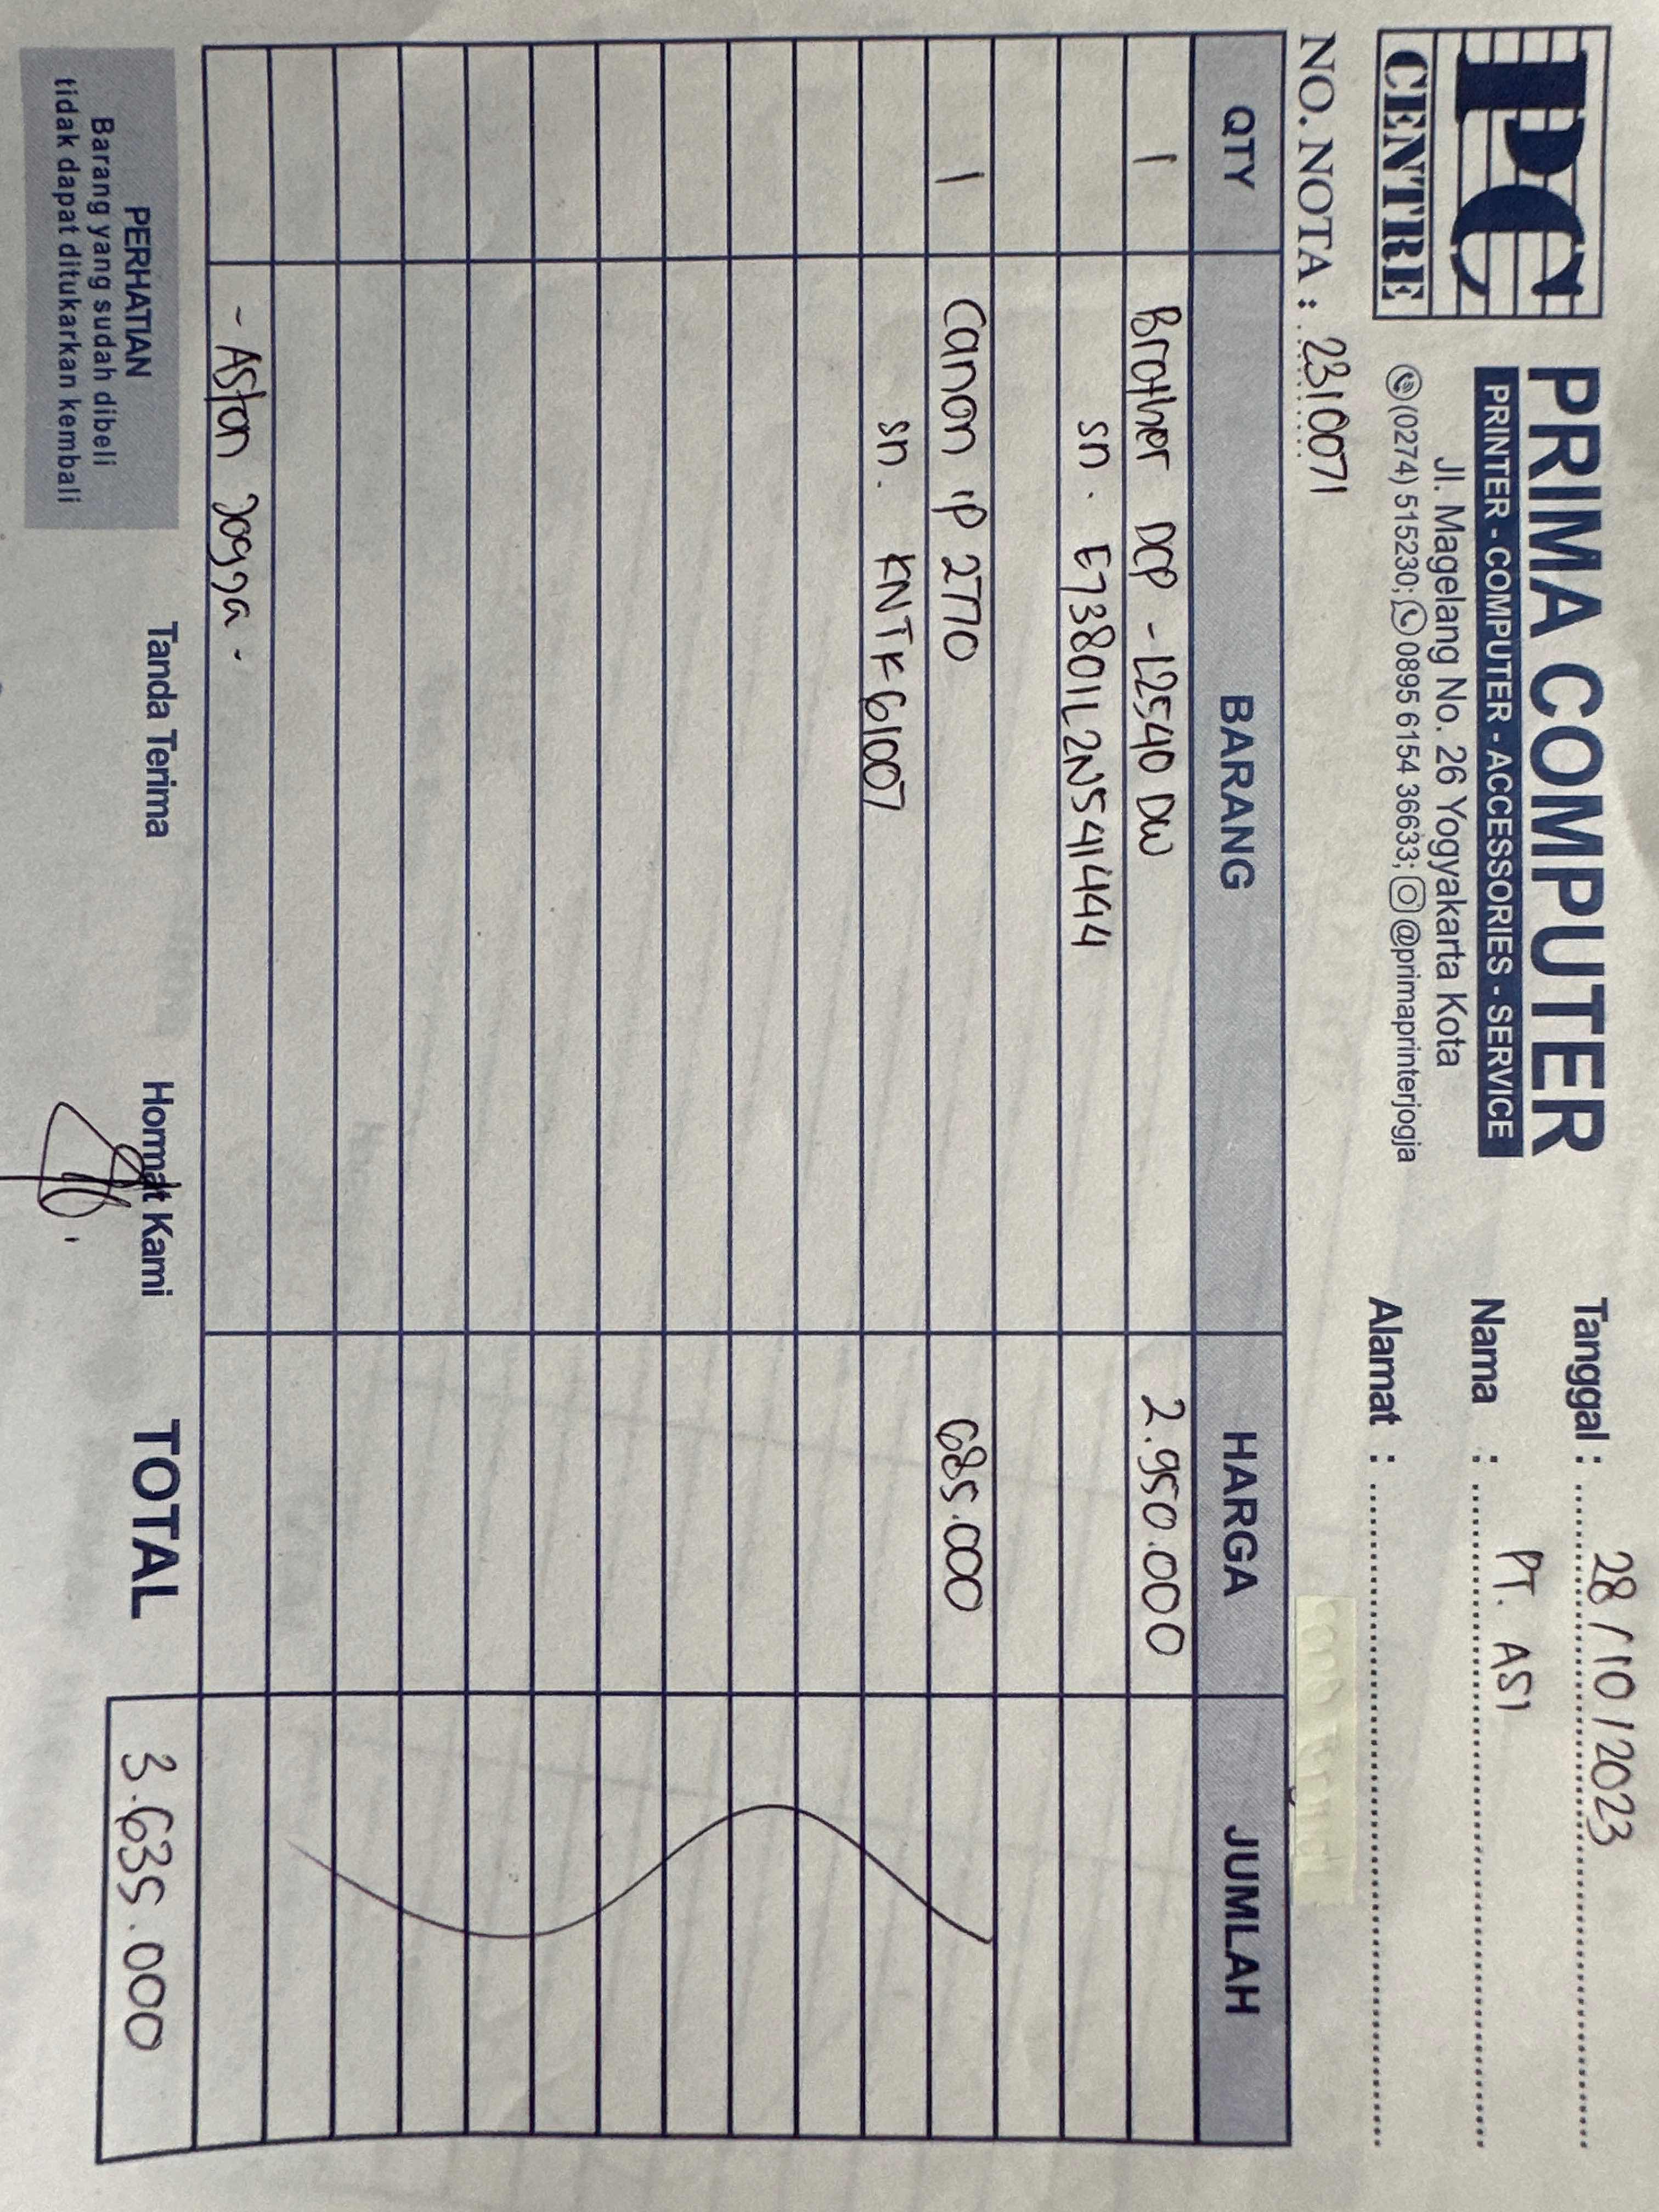 PC
CENTRE
PRIMA COMPUTER
PRINTER - COMPUTER - ACCESSORIES - SERVICE
Jl. Magelang No. 26 Yogyakarta Kota
(0274) 515230; 0895 6154 36633; @primaprinterjogja
Tanggal : 28/10/2023
Nama : PT. ASI
Alamat :
NO. NOTA : 2310071
QTY BARANG HARGA JUMLAH
1 Brother DCP - L2540 DW 2.950.000
sn. E73801L2N541444
1 Canon iP 2770 685.000
sn. KNTK61007
- Aston Jogja -
PERHATIAN
Barang yang sudah dibeli
tidak dapat ditukarkan kembali
Tanda Terima
Hormat Kami
TOTAL 3.635.000